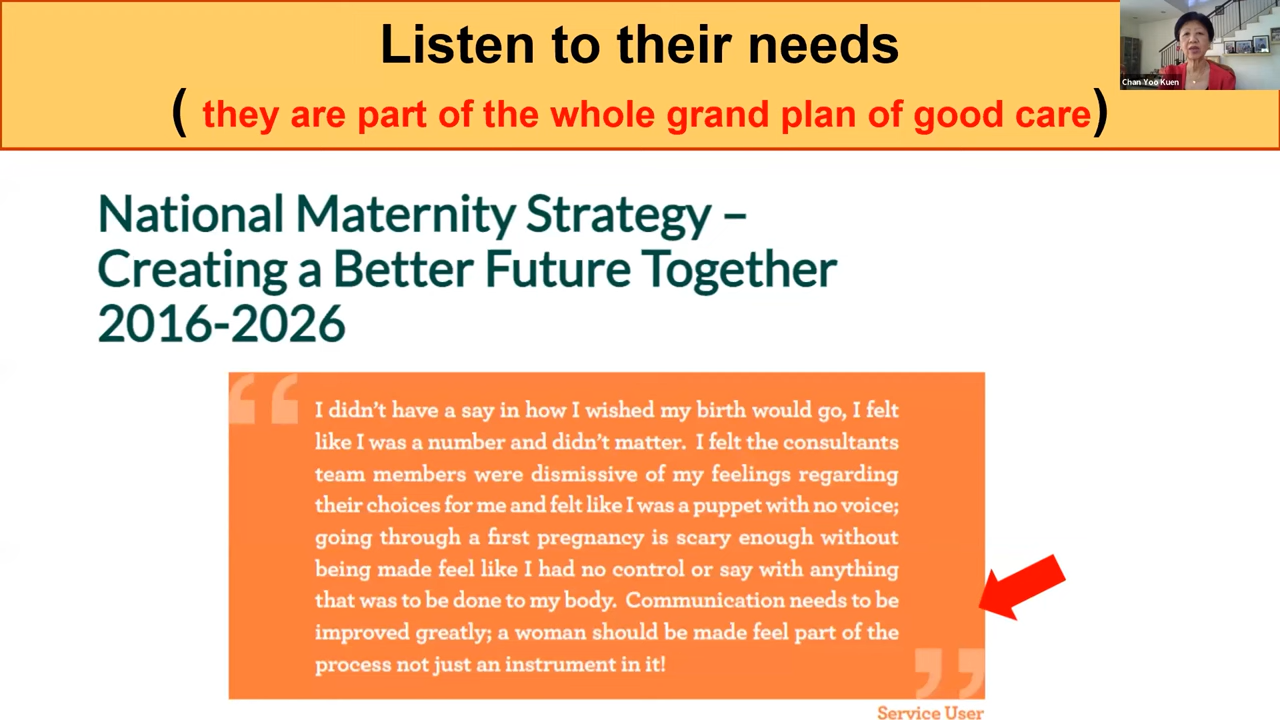 Listen to their needs
( they are part of the whole grand plan of good care)
Chan Yoo Kuen
National Maternity Strategy –
Creating a Better Future Together
2016-2026
“
I didn’t have a say in how I wished my birth would go, I felt
like I was a number and didn’t matter. I felt the consultants
team members were dismissive of my feelings regarding
their choices for me and felt like I was a puppet with no voice;
going through a first pregnancy is scary enough without
being made feel like I had no control or say with anything
that was to be done to my body. Communication needs to be
improved greatly; a woman should be made feel part of the
process not just an instrument in it!
”
Service User